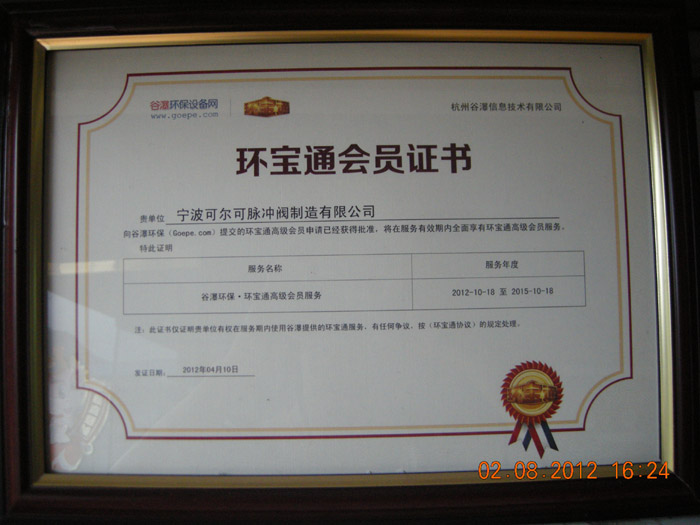 谷瀑环保设备网
www.goepe.com
杭州谷瀑信息技术有限公司
环宝通会员证书
贵单位 宁波可尔可脉冲阀制造有限公司
向谷瀑环保（Goepe.com）提交的环宝通高级会员申请已经获得批准，将在服务有效期内全面享有环宝通高级会员服务。
特此证明
服务名称 服务年度
谷瀑环保·环宝通高级会员服务 2012-10-18 至 2015-10-18
注：此证书仅证明贵单位有权在服务期内使用谷瀑提供的环宝通服务，有任何争议，按《环宝通协议》的规定处理。
发证日期： 2012年04月10日
02.08.2012 16:24